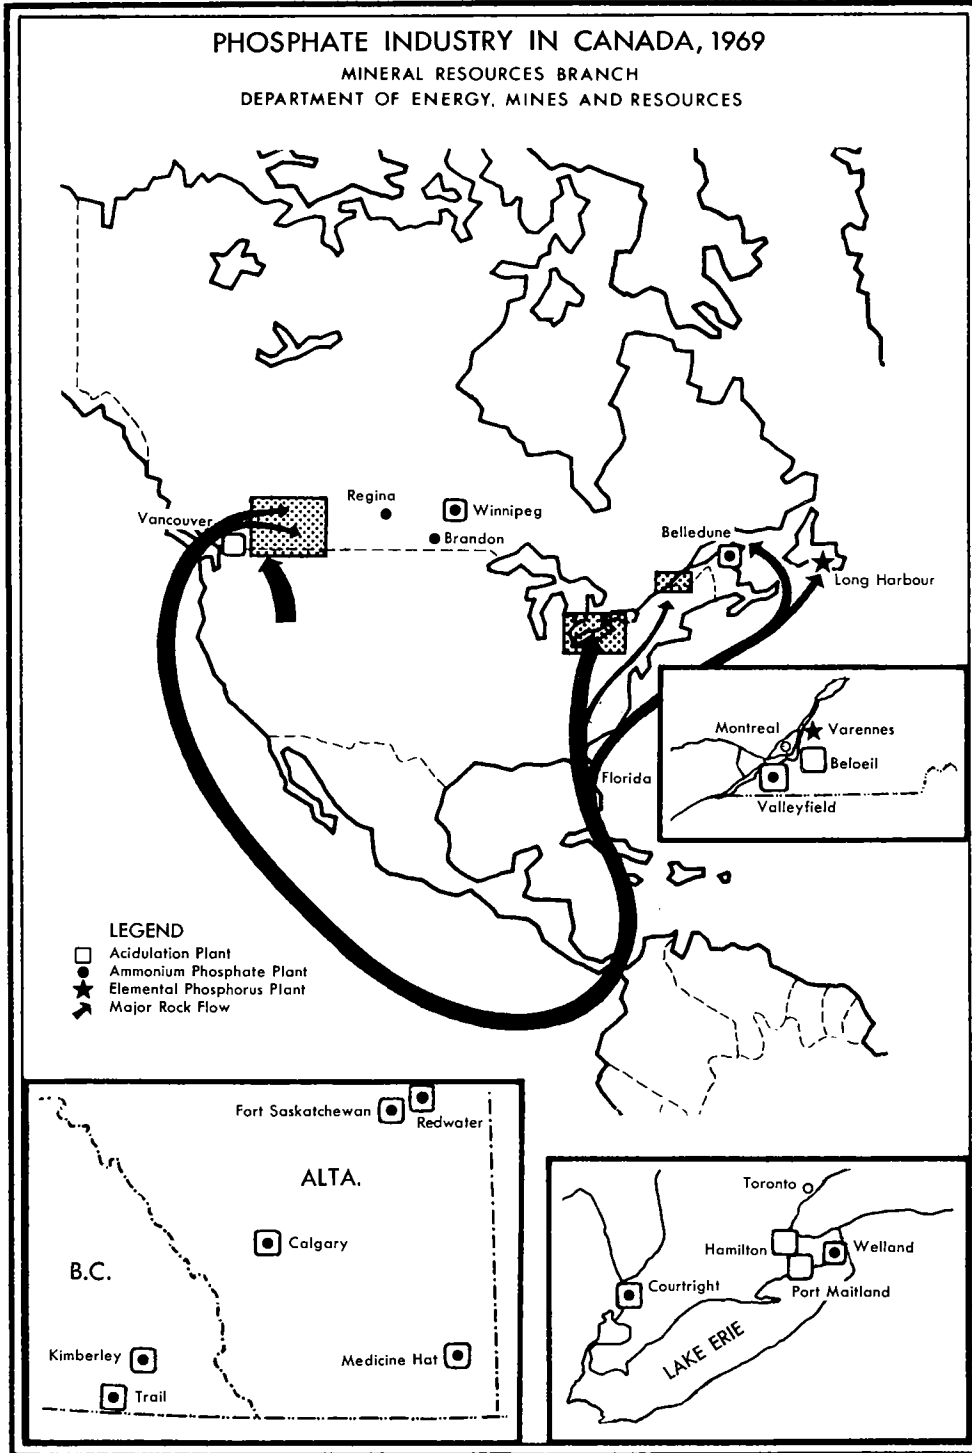 PHOSPHATE INDUSTRY IN CANADA, 1969
MINERAL RESOURCES BRANCH
DEPARTMENT OF ENERGY, MINES AND RESOURCES
Regina
Winnipeg
Vancouver
Brandon
Belledune
Long Harbour
Florida
Montreal
Varennes
Beloeil
Valleyfield
LEGEND
Acidulation Plant
Ammonium Phosphate Plant
Elemental Phosphorus Plant
Major Rock Flow
Fort Saskatchewan
Redwater
ALTA.
Calgary
B.C.
Kimberley
Medicine Hat
Trail
Toronto
Hamilton
Welland
Courtright
Port Maitland
LAKE ERIE